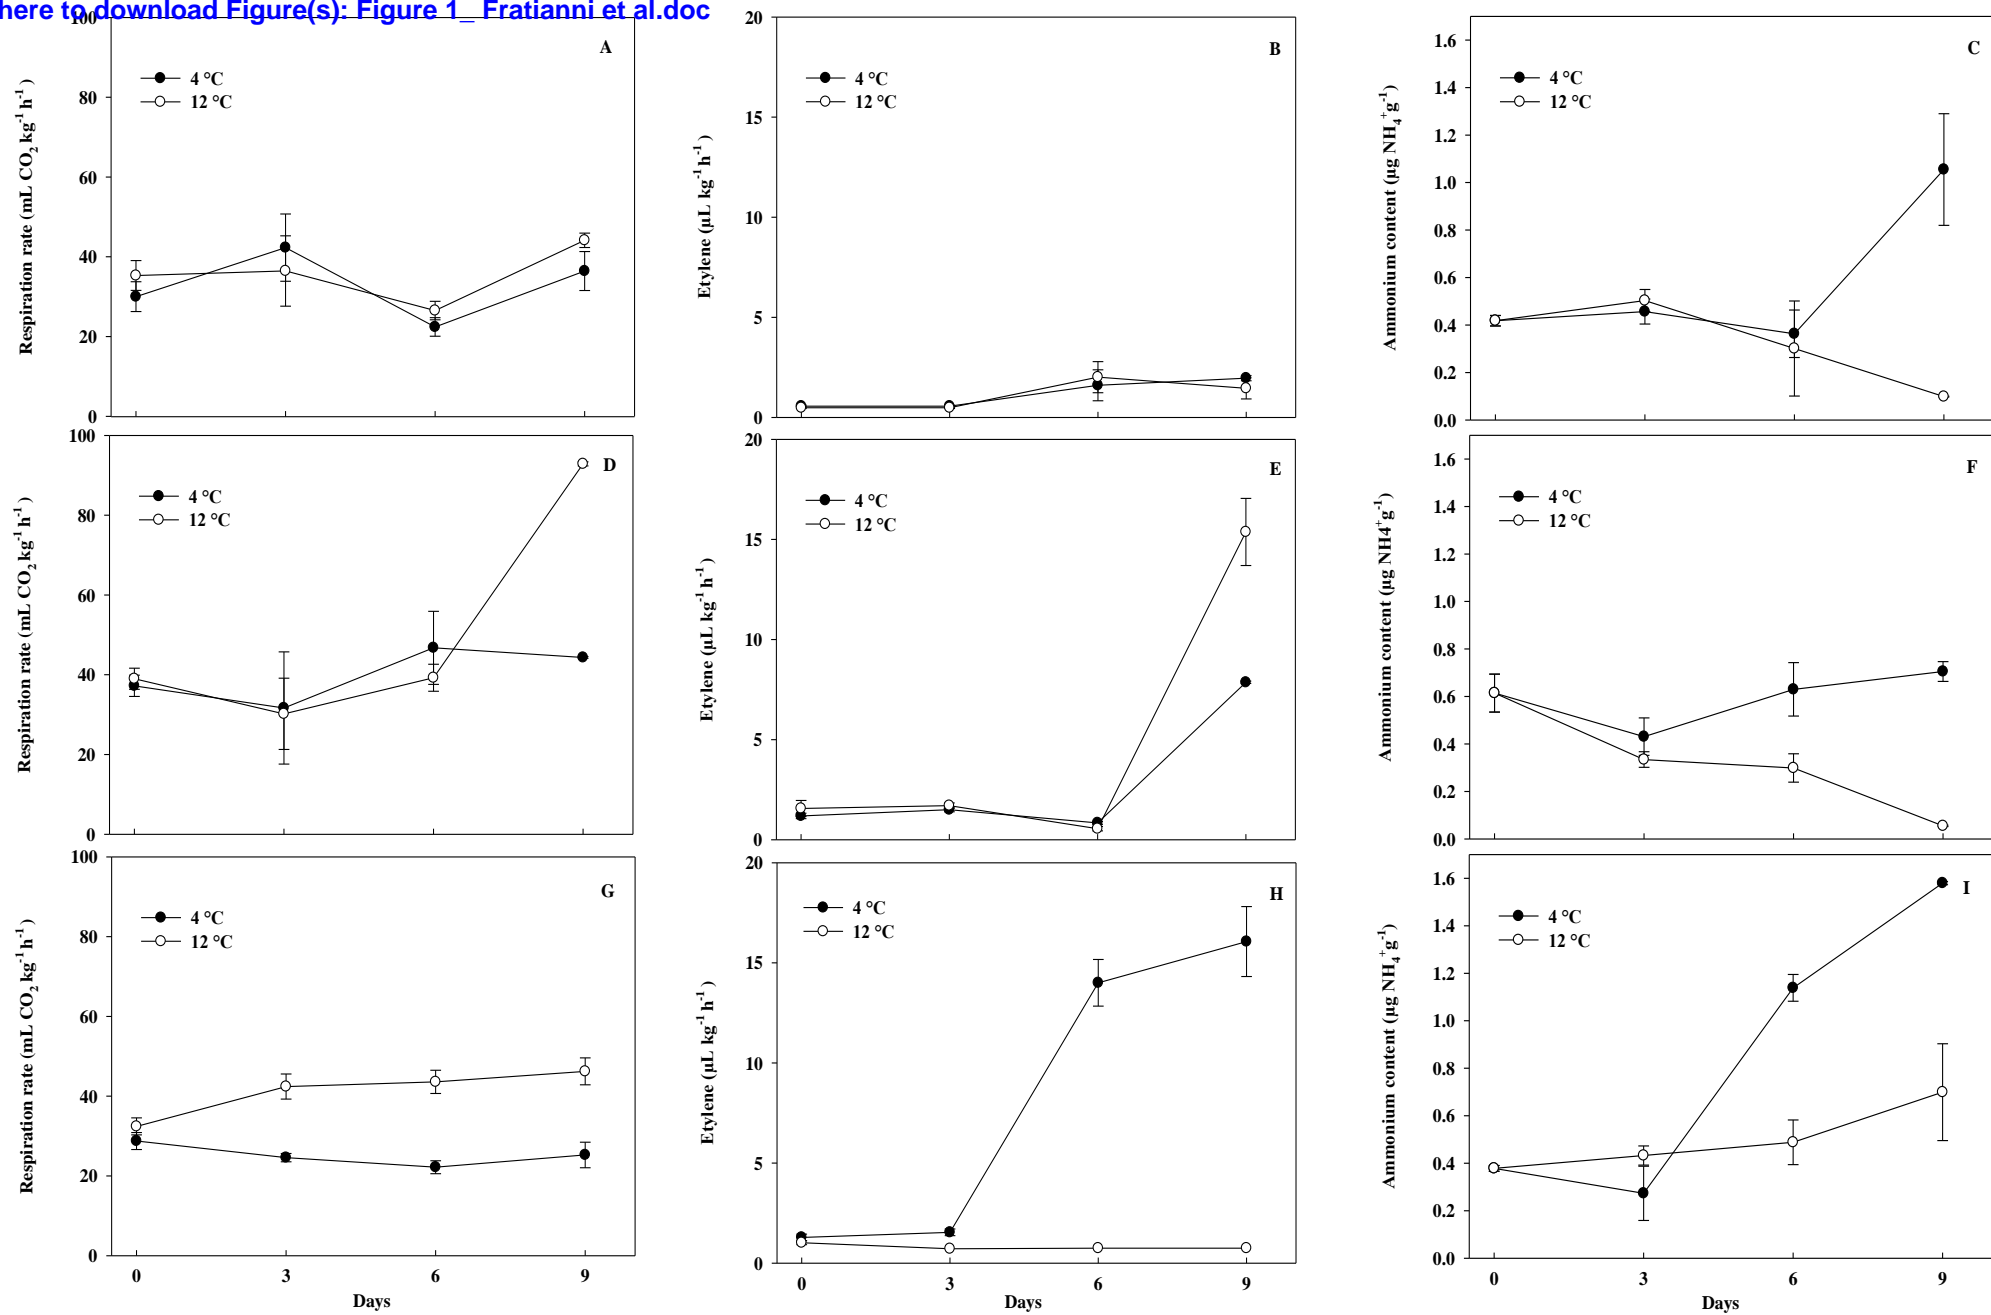 here to download Figure(s): Figure 1_ Fratianni et al.doc
A
4 °C
12 °C
Respiration rate (mL CO2 kg-1 h-1 )
100
80
60
40
20
0
B
4 °C
12 °C
Etylene (µL kg-1 h-1 )
20
15
10
5
0
C
4 °C
12 °C
Ammonium content (µg NH4+ g-1)
1.6
1.4
1.2
1.0
0.8
0.6
0.4
0.2
0.0
D
4 °C
12 °C
Respiration rate (mL CO2 kg-1 h-1 )
100
80
60
40
20
0
E
4 °C
12 °C
Etylene (µL kg-1 h-1 )
20
15
10
5
0
F
4 °C
12 °C
Ammonium content (µg NH4+ g-1)
1.6
1.4
1.2
1.0
0.8
0.6
0.4
0.2
0.0
G
4 °C
12 °C
Respiration rate (mL CO2 kg-1 h-1 )
100
80
60
40
20
0
0 3 6 9
Days
H
4 °C
12 °C
Etylene (µL kg-1 h-1 )
20
15
10
5
0
0 3 6 9
Days
I
4 °C
12 °C
Ammonium content (µg NH4+ g-1)
1.6
1.4
1.2
1.0
0.8
0.6
0.4
0.2
0.0
0 3 6 9
Days